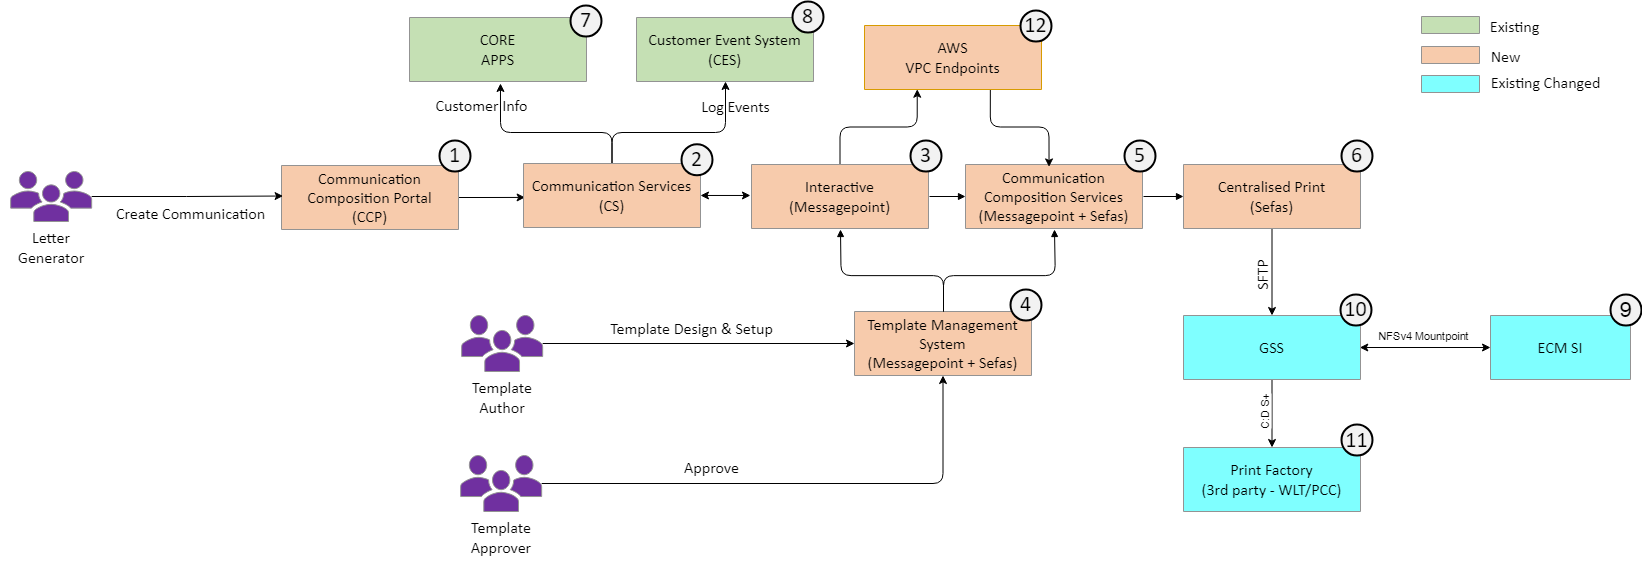 7
CORE
APPS
8
Customer Event System
(CES)
12
AWS
VPC Endpoints
Existing
New
Existing Changed
Customer Info
Log Events
1
Communication
Composition Portal
(CCP)
2
Communication Services
(CS)
3
Interactive
(Messagepoint)
5
Communication
Composition Services
(Messagepoint + Sefas)
6
Centralised Print
(Sefas)
Create Communication
Letter
Generator
SFTP
4
Template Management
System
(Messagepoint + Sefas)
Template Design & Setup
Template
Author
10
GSS
NFSv4 Mountpoint
9
ECM SI
C:D S+
11
Print Factory
(3rd party - WLT/PCC)
Approve
Template
Approver